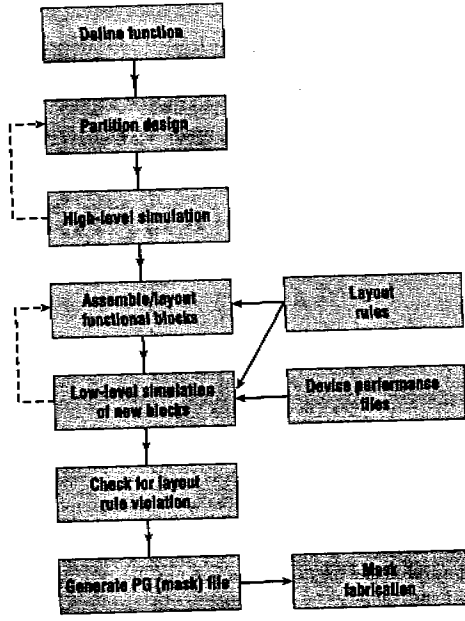 Define function
Partition design
High-level simulation
Assemble/layout
functional blocks
Layout
rules
Low-level simulation
of new blocks
Device performance
files
Check for layout
rule violation
Generate PG (mask) file
Mask
fabrication